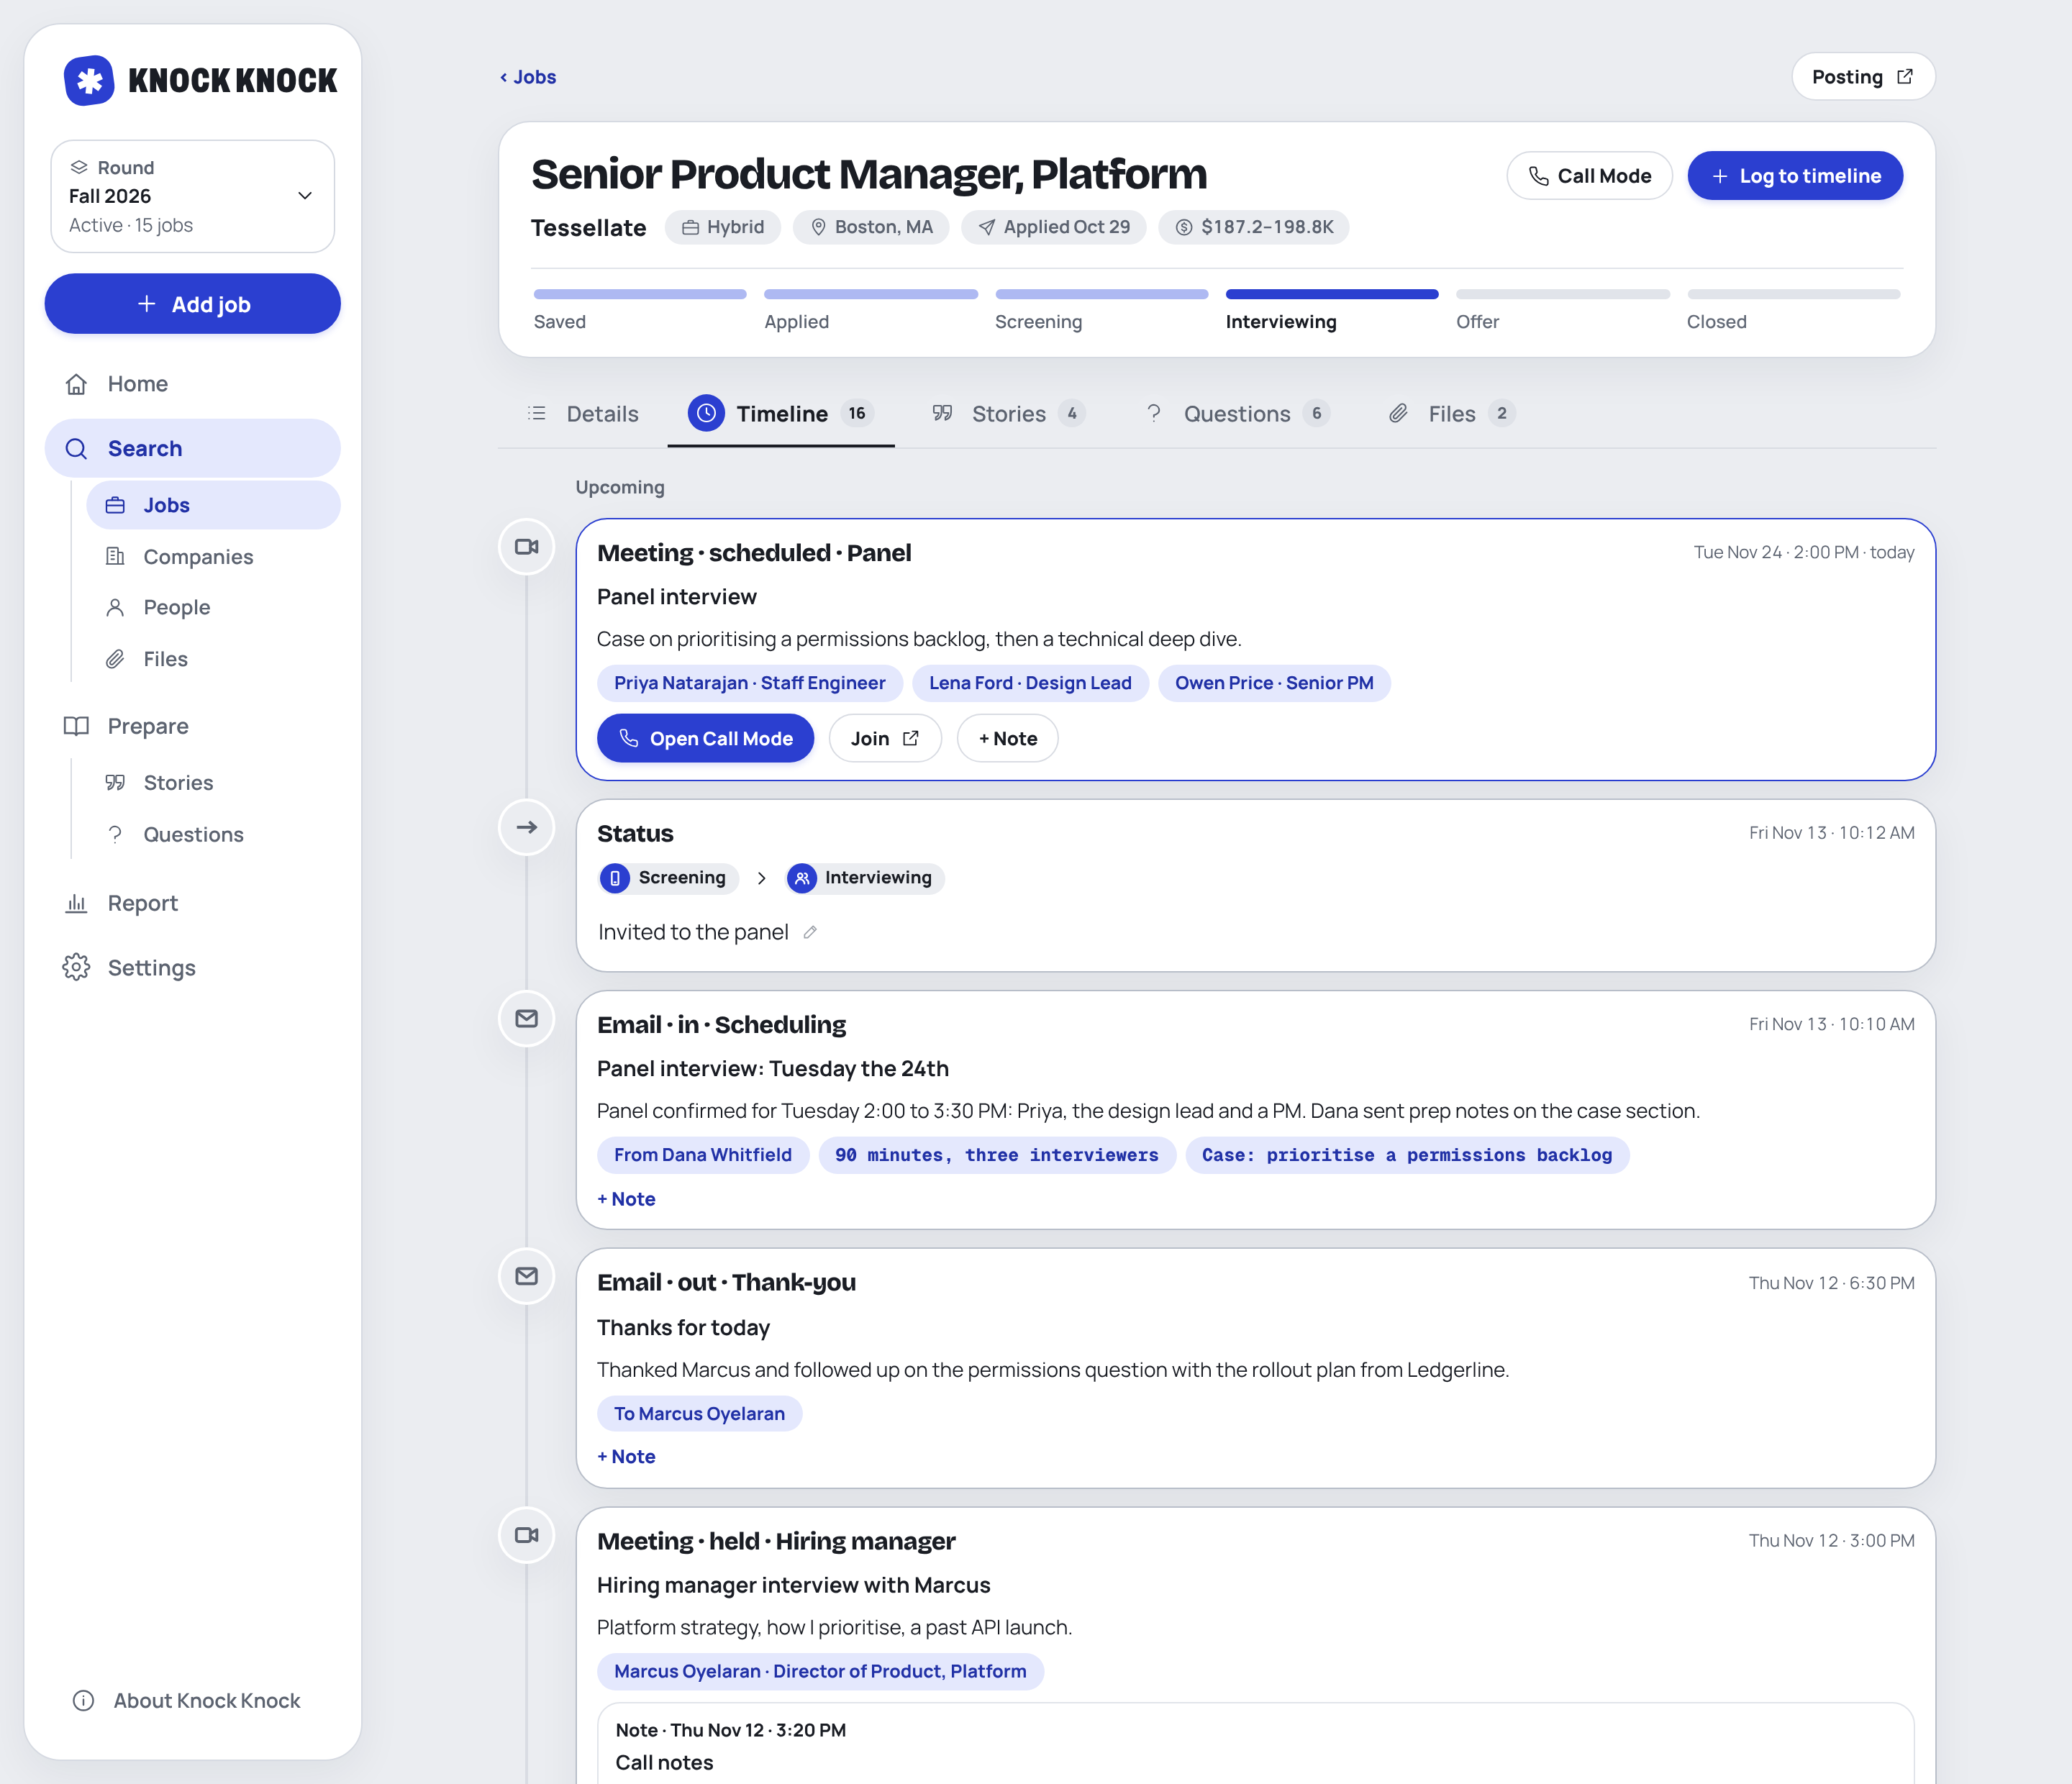 KNOCK KNOCK
Round
Fall 2026
Active · 15 jobs
+ Add job
Home
Search
Jobs
Companies
People
Files
Prepare
Stories
Questions
Report
Settings
About Knock Knock
‹ Jobs
Posting
Senior Product Manager, Platform
Call Mode
+ Log to timeline
Tessellate
Hybrid
Boston, MA
Applied Oct 29
$187.2–198.8K
Saved
Applied
Screening
Interviewing
Offer
Closed
Details
Timeline 16
Stories 4
Questions 6
Files 2
Upcoming
Meeting · scheduled · Panel
Tue Nov 24 · 2:00 PM · today
Panel interview
Case on prioritising a permissions backlog, then a technical deep dive.
Priya Natarajan · Staff Engineer
Lena Ford · Design Lead
Owen Price · Senior PM
Open Call Mode
Join
+ Note
Status
Fri Nov 13 · 10:12 AM
Screening > Interviewing
Invited to the panel
Email · in · Scheduling
Fri Nov 13 · 10:10 AM
Panel interview: Tuesday the 24th
Panel confirmed for Tuesday 2:00 to 3:30 PM: Priya, the design lead and a PM. Dana sent prep notes on the case section.
From Dana Whitfield
90 minutes, three interviewers
Case: prioritise a permissions backlog
+ Note
Email · out · Thank-you
Thu Nov 12 · 6:30 PM
Thanks for today
Thanked Marcus and followed up on the permissions question with the rollout plan from Ledgerline.
To Marcus Oyelaran
+ Note
Meeting · held · Hiring manager
Thu Nov 12 · 3:00 PM
Hiring manager interview with Marcus
Platform strategy, how I prioritise, a past API launch.
Marcus Oyelaran · Director of Product, Platform
Note · Thu Nov 12 · 3:20 PM
Call notes